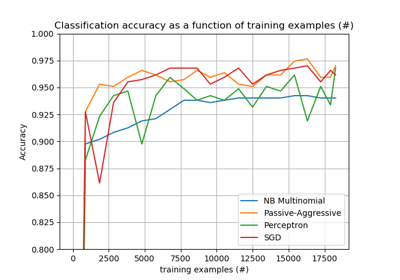 Classification accuracy as a function of training examples (#)
1.000
0.975
0.950
0.925
0.900
0.875
0.850
0.825
0.800
Accuracy
0 2500 5000 7500 10000 12500 15000 17500
training examples (#)
NB Multinomial
Passive-Aggressive
Perceptron
SGD